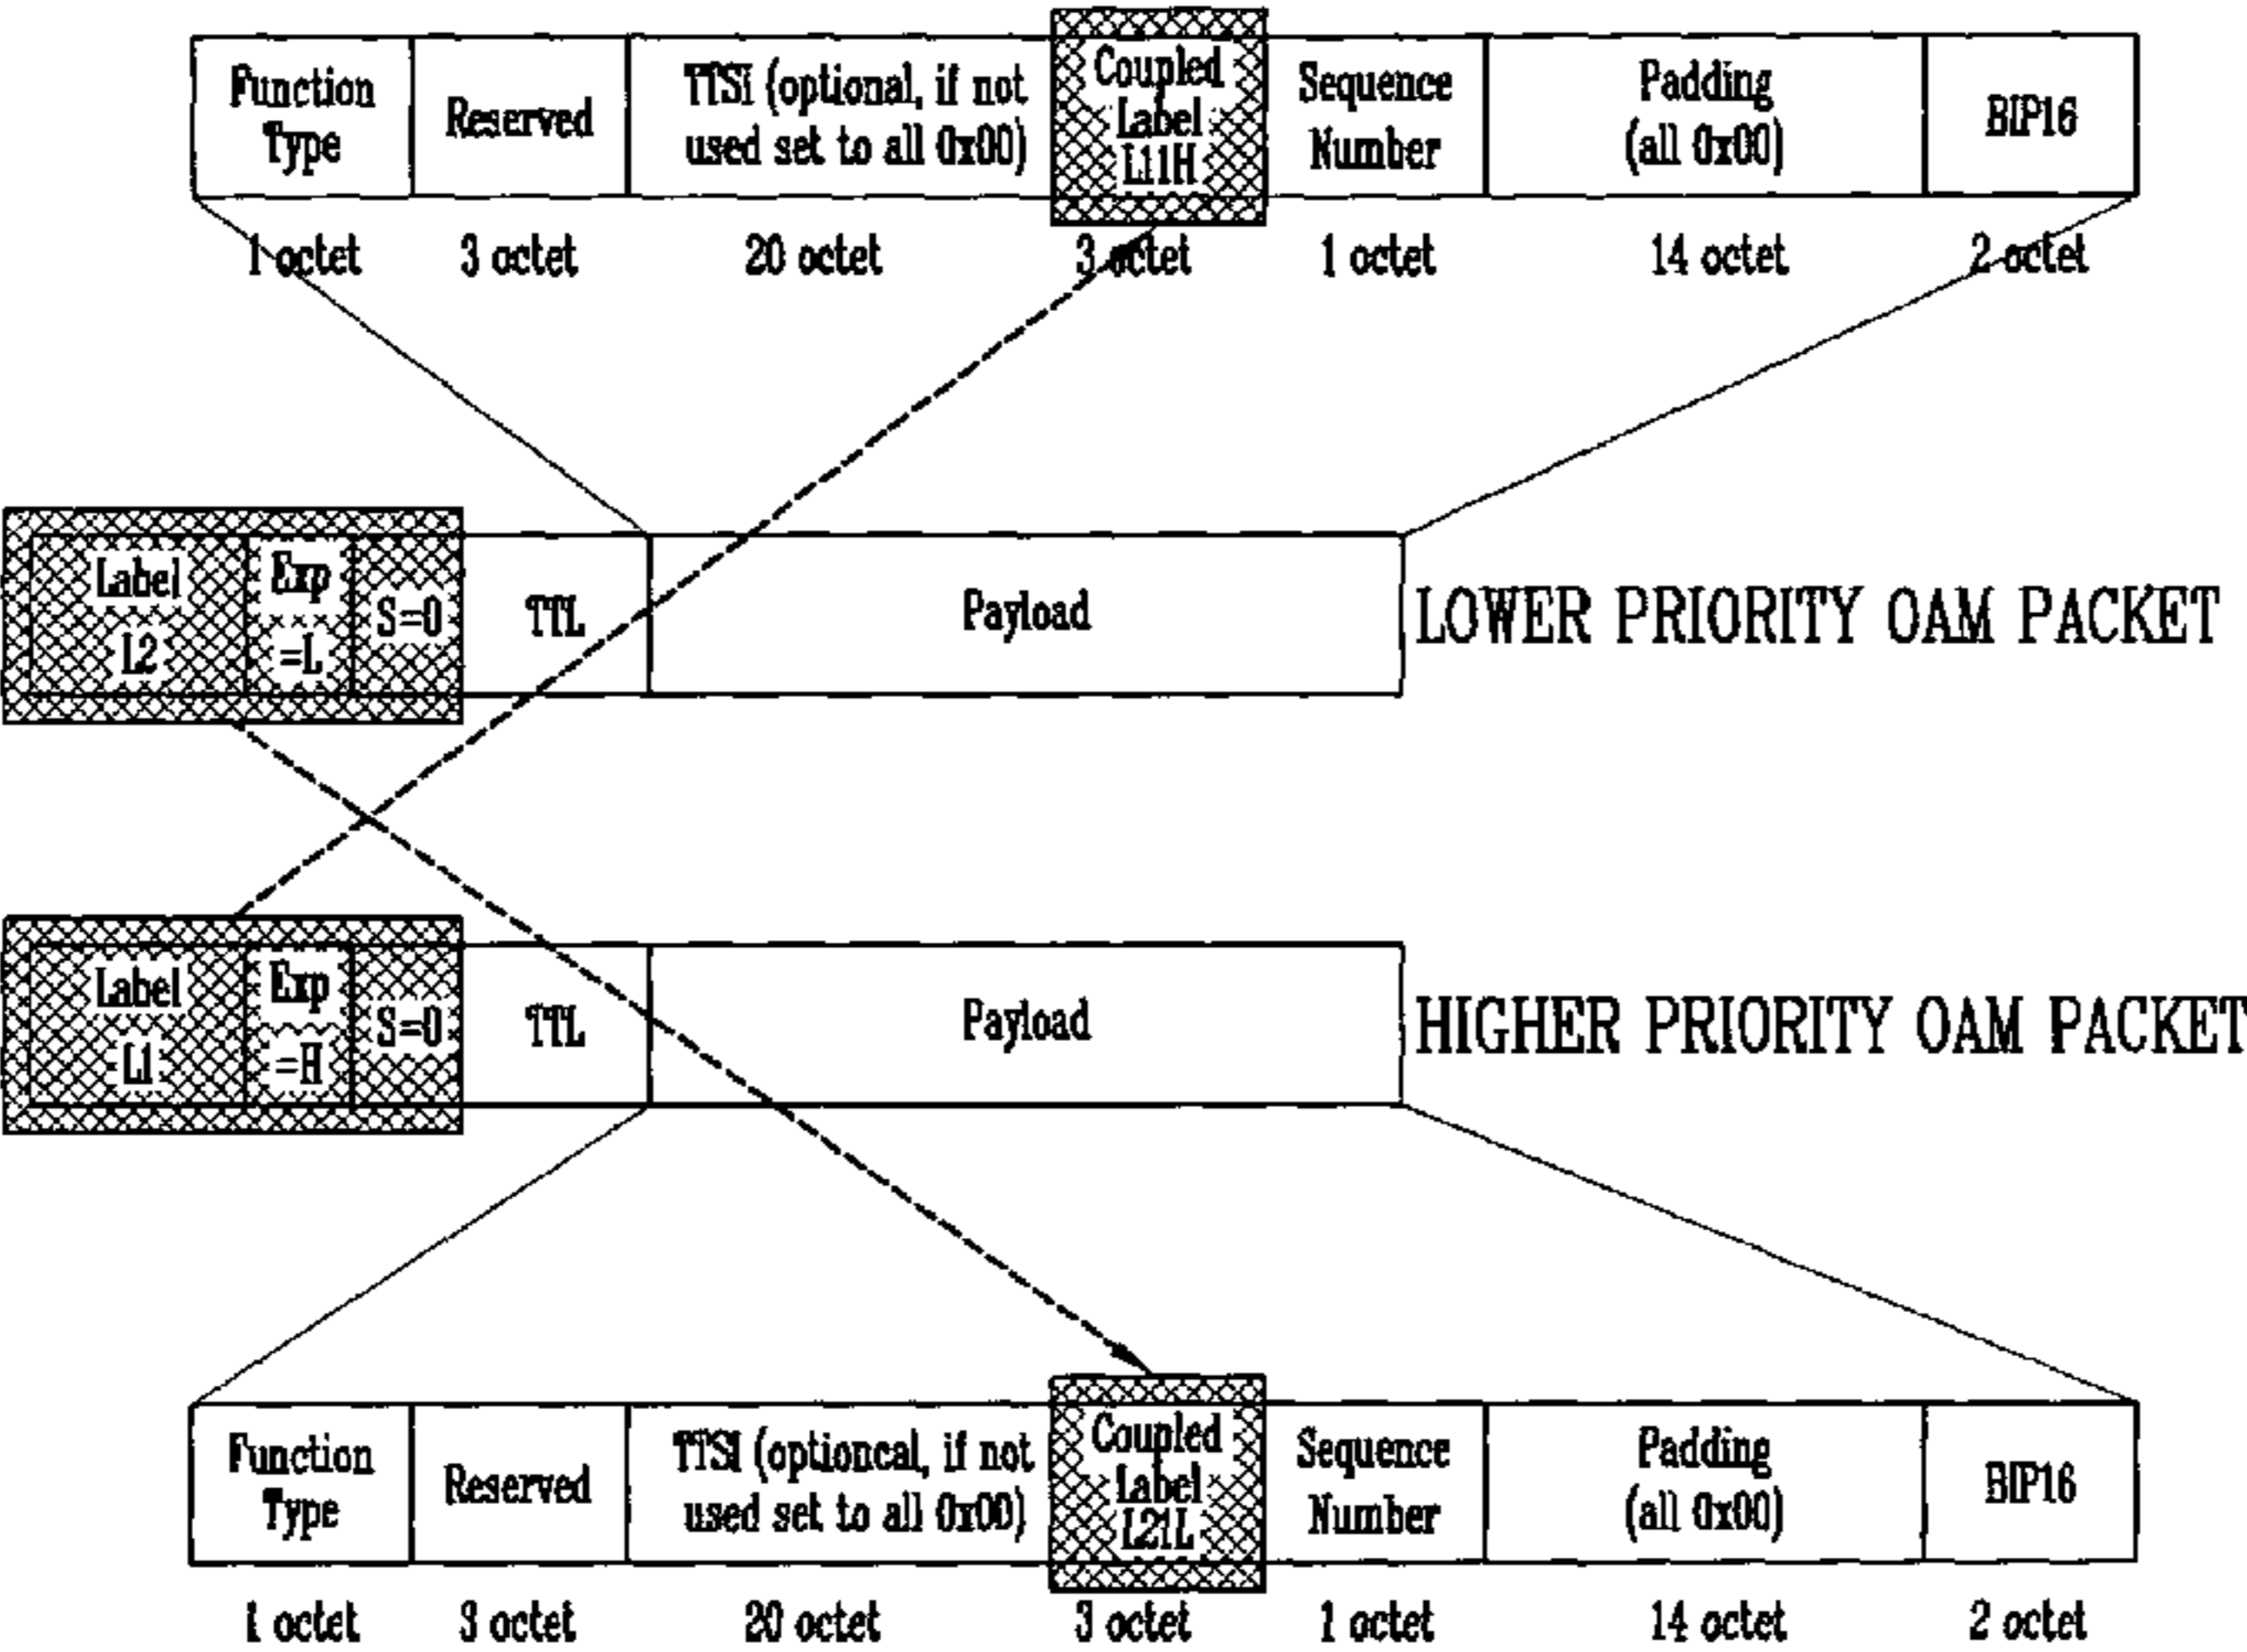 Function Type
Reserved
TTSI (optional, if not used set to all 0x00)
Coupled Label L11H
Sequence Number
Padding (all 0x00)
BIP16
1 octet
3 octet
20 octet
3 octet
1 octet
14 octet
2 octet
Label L2
Exp =L
S=0
TTL
Payload
LOWER PRIORITY OAM PACKET
Label L1
Exp =H
S=0
TTL
Payload
HIGHER PRIORITY OAM PACKET
Function Type
Reserved
TTSI (optioncal, if not used set to all 0x00)
Coupled Label L21L
Sequence Number
Padding (all 0x00)
BIP16
1 octet
3 octet
20 octet
3 octet
1 octet
14 octet
2 octet